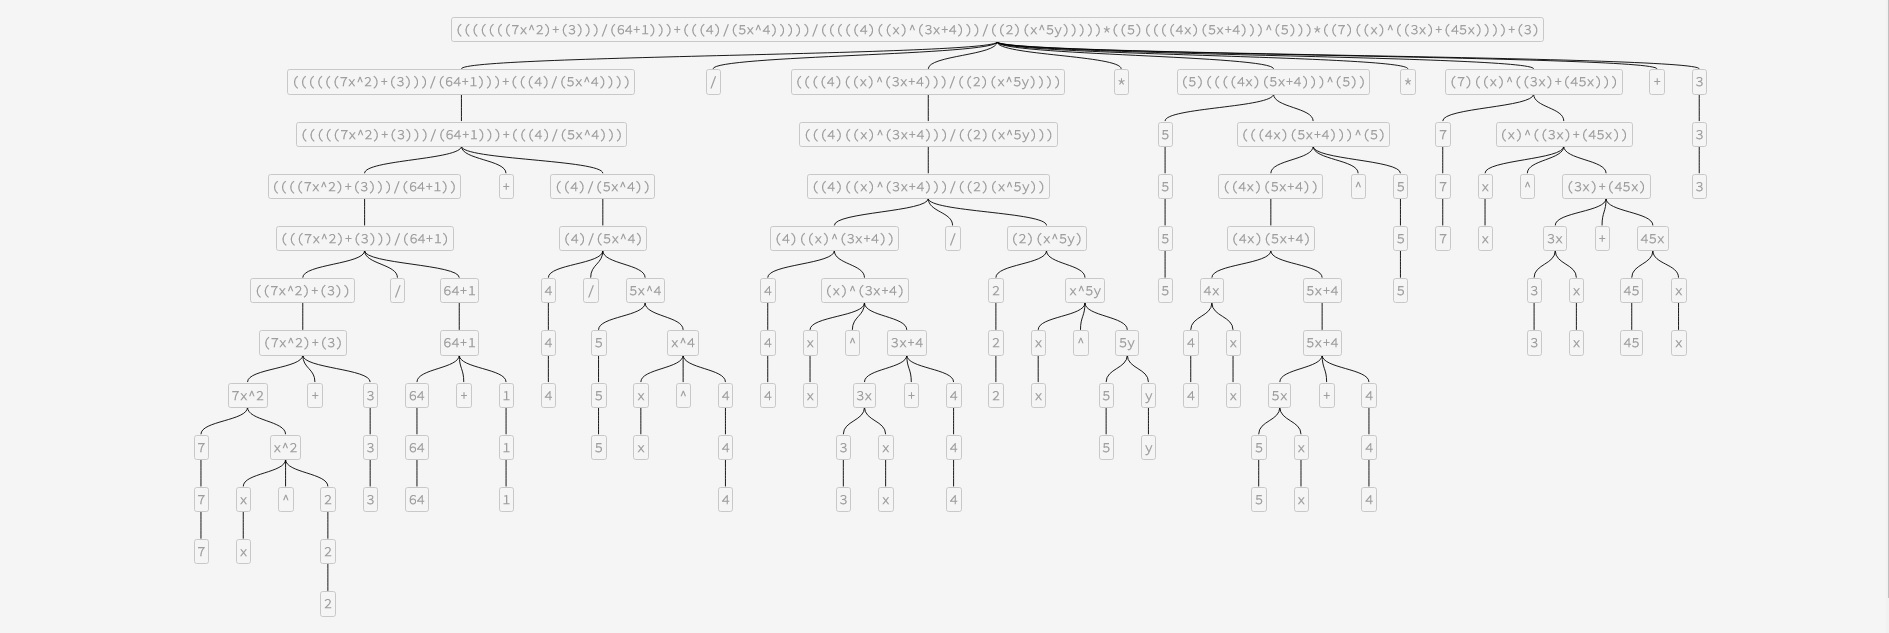 (((((((7x^2)+(3)))/(64+1)))+(((4)/(5x^4)))))/(((((4)((x)^(3x+4)))/((2)(x^5y)))))*((5)((((4x)(5x+4)))^(5)))*((7)((x)^((3x)+(45x))))+(3)
((((((7x^2)+(3)))/(64+1)))+(((4)/(5x^4)))) / ((((4)((x)^(3x+4)))/((2)(x^5y)))) * (5)((((4x)(5x+4)))^(5)) * (7)((x)^((3x)+(45x))) + 3
(((((7x^2)+(3)))/(64+1)))+(((4)/(5x^4))) (((4)((x)^(3x+4)))/((2)(x^5y))) 5 (((4x)(5x+4)))^(5) 7 (x)^((3x)+(45x)) 3
((((7x^2)+(3)))/(64+1)) + ((4)/(5x^4)) ((4)((x)^(3x+4)))/((2)(x^5y)) 5 ((4x)(5x+4)) ^ 5 7 x ^ (3x)+(45x) 3
(((7x^2)+(3)))/(64+1) (4)/(5x^4) (4)((x)^(3x+4)) / (2)(x^5y) 5 (4x)(5x+4) 5 7 x 3x + 45x
((7x^2)+(3)) / 64+1 4 / 5x^4 4 (x)^(3x+4) 2 x^5y 5 4x 5x+4 5 3 x 45 x
(7x^2)+(3) 64+1 4 5 x^4 4 x ^ 3x+4 2 x ^ 5y 4 x 5x+4 3 x 45 x
7x^2 + 3 64 + 1 4 5 x ^ 4 4 x 3x + 4 2 x 5 y 4 x 5x + 4
7 x^2 3 64 1 5 x 4 3 x 4 5 y 5 x 4
7 x ^ 2 3 64 1 4 3 x 4 5 x 4
7 x 2
2